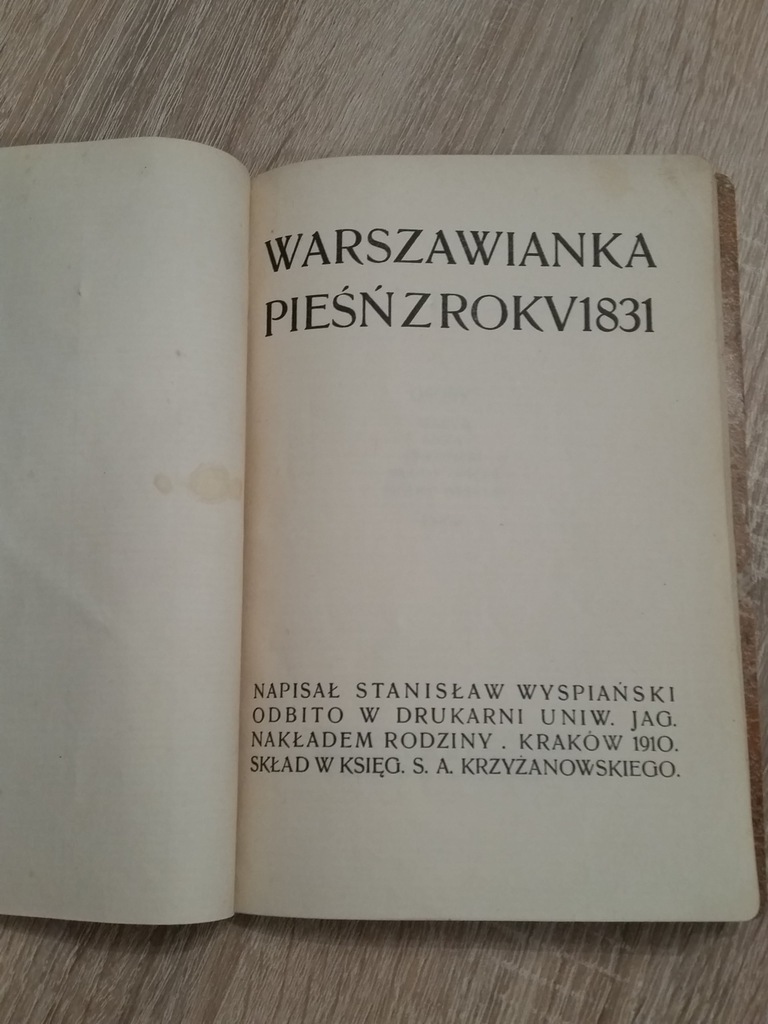 WARSZAWIANKA
PIEŚŃ Z ROKV 1831
NAPISAŁ STANISŁAW WYSPIAŃSKI
ODBITO W DRUKARNI UNIW. JAG.
NAKŁADEM RODZINY . KRAKÓW 1910.
SKŁAD W KSIĘG. S. A. KRZYŻANOWSKIEGO.